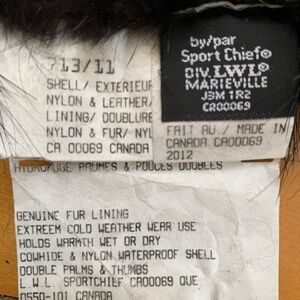 13/11
SHELL/ EXTERIEUR
NYLON & LEATHER/
LINING/ DOUBLURE
NYLON & FUR/ NYL
CA 00069 CANADA
by/par
Sport Chief®
DIV. LWL®
MARIEVILLE
J3M 1R2
CA00069
FAIT AU / MADE IN
CANADA CA00069
2012
HYDROFUGE PAUMES & POUCES DOUBLES
GENUINE FUR LINING
EXTREEM COLD WEATHER WEAR USE
HOLDS WARMTH WET OR DRY
COWHIDE & NYLON WATERPROOF SHELL
DOUBLE PALMS & THUMBS
L.W.L. SPORTCHIEF CA00069 QUE
0550-101 CANADA